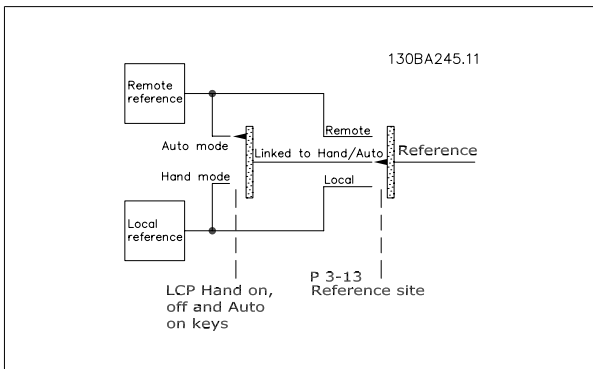 130BA245.11
Remote
reference
Remote
Auto mode
Linked to Hand/Auto
Reference
Hand mode
Local
Local
reference
P 3-13
Reference site
LCP Hand on,
off and Auto
on keys